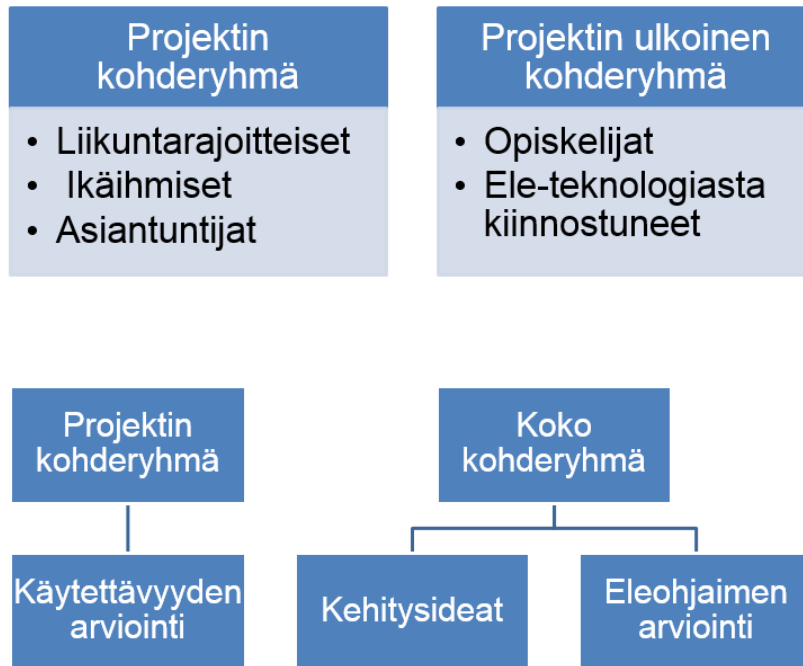 Projektin
kohderyhmä
• Liikuntarajoitteiset
• Ikäihmiset
• Asiantuntijat
Projektin ulkoinen
kohderyhmä
• Opiskelijat
• Ele-teknologiasta
kiinnostuneet
Projektin
kohderyhmä
Käytettävyyden
arviointi
Koko
kohderyhmä
Kehitysideat
Eleohjaimen
arviointi